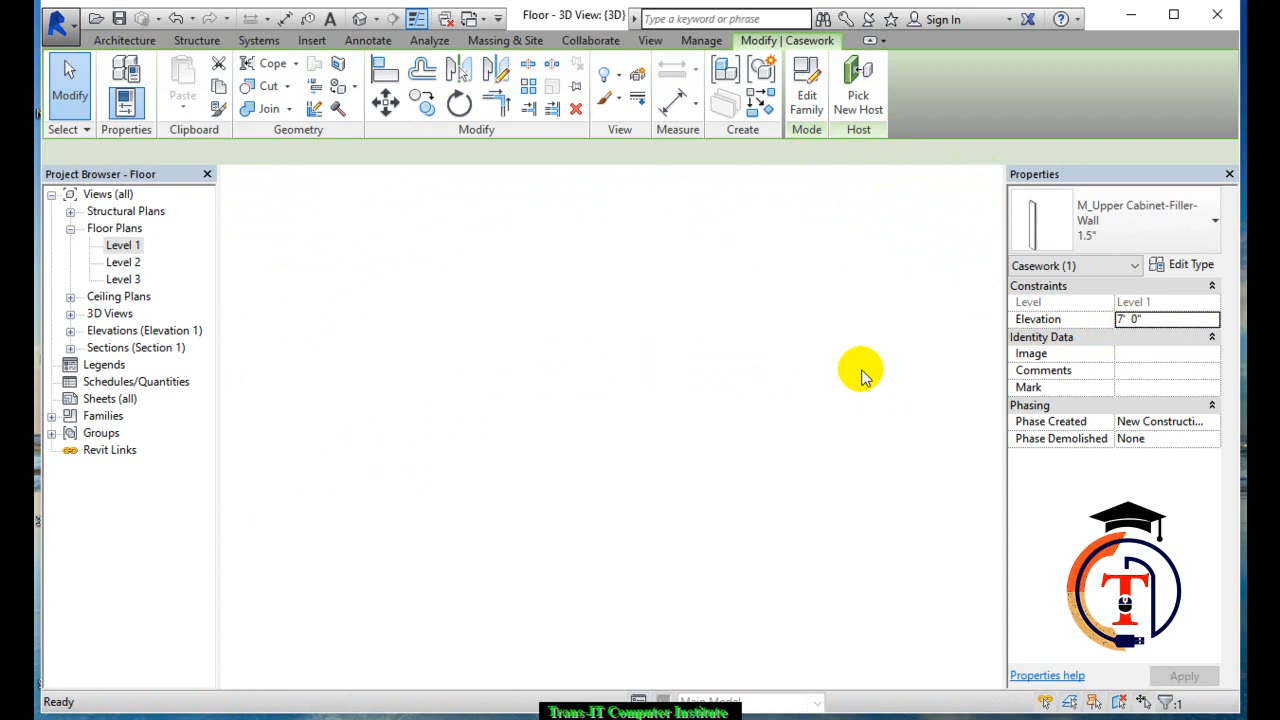 Floor - 3D View: {3D}
Type a keyword or phrase
Sign In
Architecture
Structure
Systems
Insert
Annotate
Analyze
Massing & Site
Collaborate
View
Manage
Modify | Casework
Modify
Select
Properties
Paste
Clipboard
Cope
Cut
Join
Geometry
Modify
View
Measure
Create
Edit
Family
Mode
Pick
New Host
Host
Project Browser - Floor
Views (all)
Structural Plans
Floor Plans
Level 1
Level 2
Level 3
Ceiling Plans
3D Views
Elevations (Elevation 1)
Sections (Section 1)
Legends
Schedules/Quantities
Sheets (all)
Families
Groups
Revit Links
Properties
M_Upper Cabinet-Filler-
Wall
1.5"
Casework (1)
Edit Type
Constraints
Level
Level 1
Elevation
7' 0"
Identity Data
Image
Comments
Mark
Phasing
Phase Created
New Constructi...
Phase Demolished
None
T
Properties help
Apply
Ready
Main Model
:1
Trans-IT Computer Institute